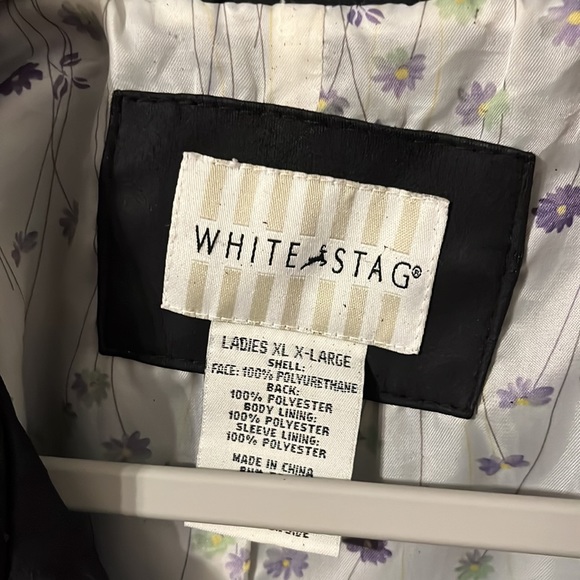 WHITE STAG®
LADIES XL X-LARGE
SHELL:
FACE: 100% POLYURETHANE
BACK:
100% POLYESTER
BODY LINING:
100% POLYESTER
SLEEVE LINING:
100% POLYESTER
MADE IN CHINA